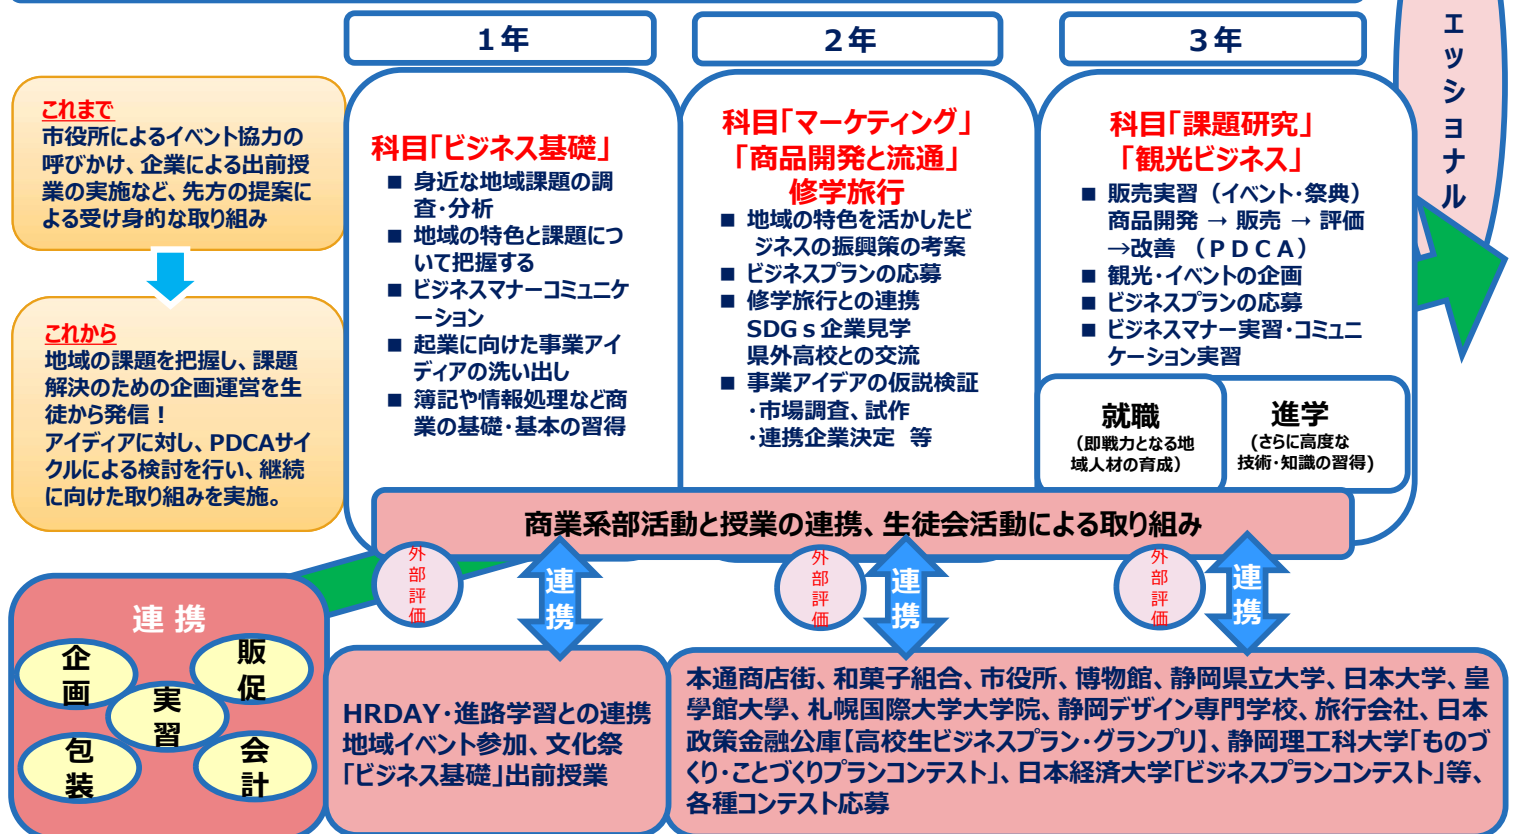 エッショナル
1年
2年
3年
これまで
市役所によるイベント協力の
呼びかけ、企業による出前授
業の実施など、先方の提案に
よる受け身的な取り組み
これから
地域の課題を把握し、課題
解決のための企画運営を生
徒から発信！
アイディアに対し、PDCAサイ
クルによる検討を行い、継続
に向けた取り組みを実施。
科目「ビジネス基礎」
■ 身近な地域課題の調
査・分析
■ 地域の特色と課題につ
いて把握する
■ ビジネスマナーコミュニケ
ーション
■ 起業に向けた事業アイ
ディアの洗い出し
■ 簿記や情報処理など商
業の基礎・基本の習得
科目「マーケティング」
「商品開発と流通」
修学旅行
■ 地域の特色を活かしたビ
ジネスの振興策の考案
■ ビジネスプランの応募
■ 修学旅行との連携
SDGｓ企業見学
県外高校との交流
■ 事業アイデアの仮説検証
・市場調査、試作
・連携企業決定　等
科目「課題研究」
「観光ビジネス」
■ 販売実習（イベント・祭典）
商品開発 → 販売 → 評価
→改善 （ＰＤＣＡ）
■ 観光・イベントの企画
■ ビジネスプランの応募
■ ビジネスマナー実習・コミュニ
ケーション実習
就職
（即戦力となる地
域人材の育成）
進学
(さらに高度な
技術・知識の習得)
商業系部活動と授業の連携、生徒会活動による取り組み
外部評価
連携
外部評価
連携
外部評価
連携
連 携
企画
販促
実習
包装
会計
HRDAY・進路学習との連携
地域イベント参加、文化祭
「ビジネス基礎」出前授業
本通商店街、和菓子組合、市役所、博物館、静岡県立大学、日本大学、皇
學館大學、札幌国際大学大学院、静岡デザイン専門学校、旅行会社、日本
政策金融公庫【高校生ビジネスプラン・グランプリ】、静岡理工科大学「ものづ
くり・ことづくりプランコンテスト」、日本経済大学「ビジネスプランコンテスト」等、
各種コンテスト応募